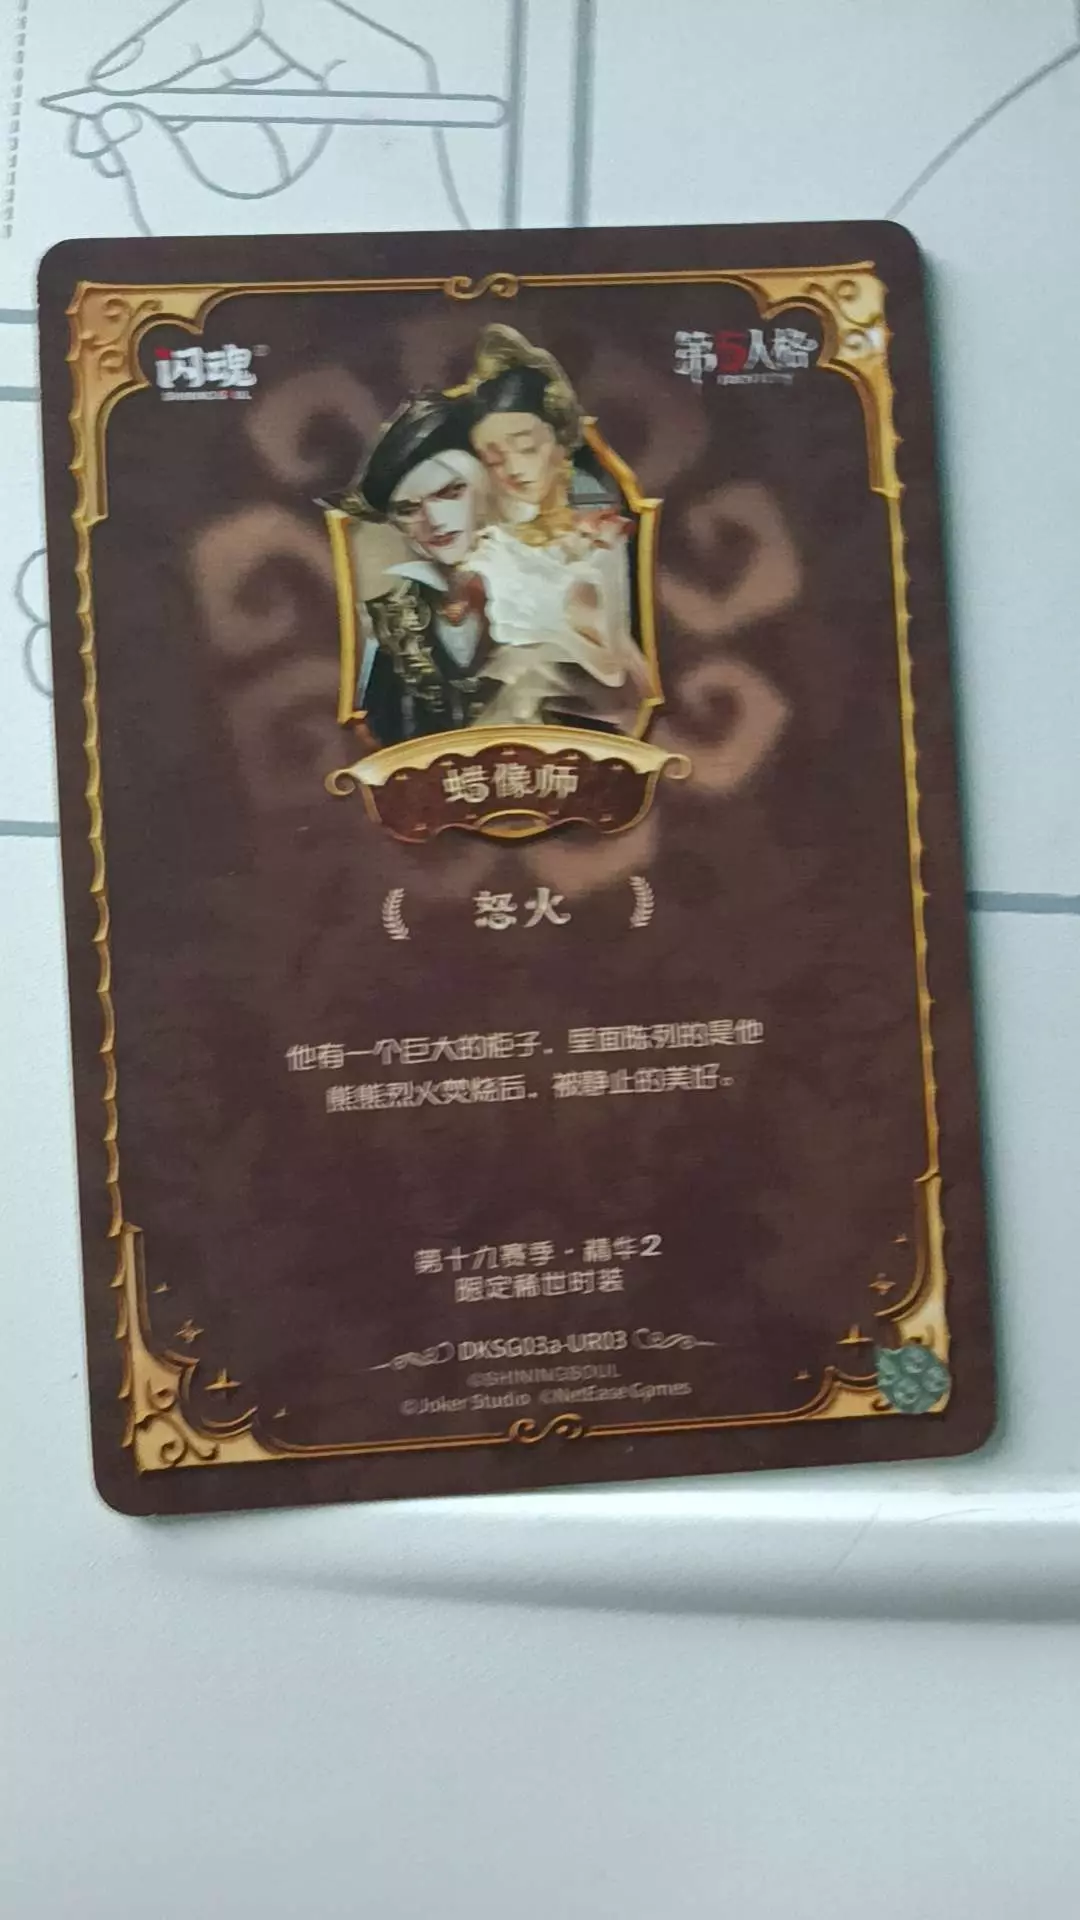 闪魂
SHININGSOUL
第5人格
蜡像师
怒火
他有一个巨大的柜子，里面陈列的是他
熊熊烈火焚烧后，被静止的美好。
第十九赛季·精华2
限定稀世时装
DKSG03a-UR03
©SHININGSOUL
©Joker Studio ©NetEase Games